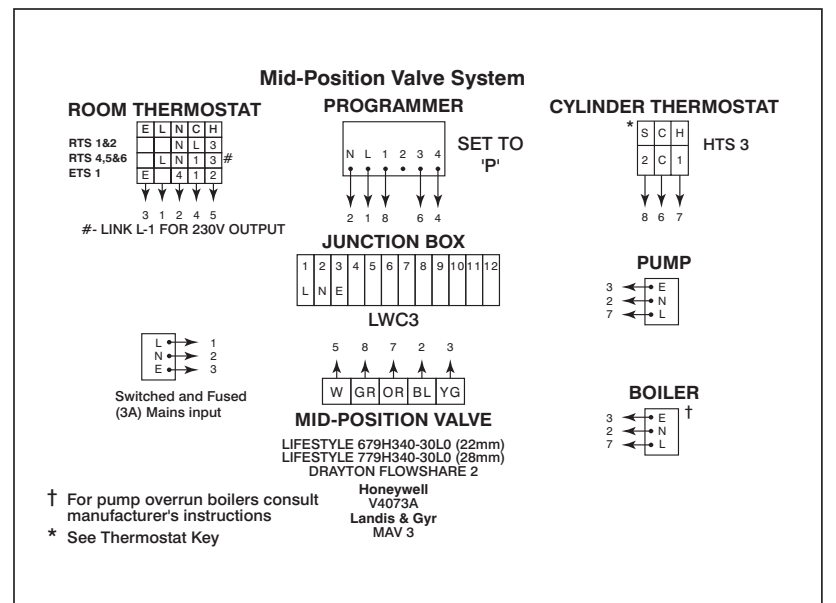 Mid-Position Valve System
ROOM THERMOSTAT
E L N C H
RTS 1&2 N L 3
RTS 4,5&6 L N 1 3 #
ETS 1 E 4 1 2
3 1 2 4 5
#- LINK L-1 FOR 230V OUTPUT
PROGRAMMER
N L 1 2 3 4
SET TO
'P'
2 1 8 6 4
CYLINDER THERMOSTAT
* S C H
2 C 1
HTS 3
8 6 7
JUNCTION BOX
1 2 3 4 5 6 7 8 9 10 11 12
L N E
LWC3
PUMP
3 E
2 N
7 L
L 1
N 2
E 3
Switched and Fused
(3A) Mains input
5 8 7 2 3
W GR OR BL YG
MID-POSITION VALVE
LIFESTYLE 679H340-30L0 (22mm)
LIFESTYLE 779H340-30L0 (28mm)
DRAYTON FLOWSHARE 2
Honeywell
V4073A
Landis & Gyr
MAV 3
BOILER
3 E †
2 N
7 L
† For pump overrun boilers consult
manufacturer's instructions
* See Thermostat Key